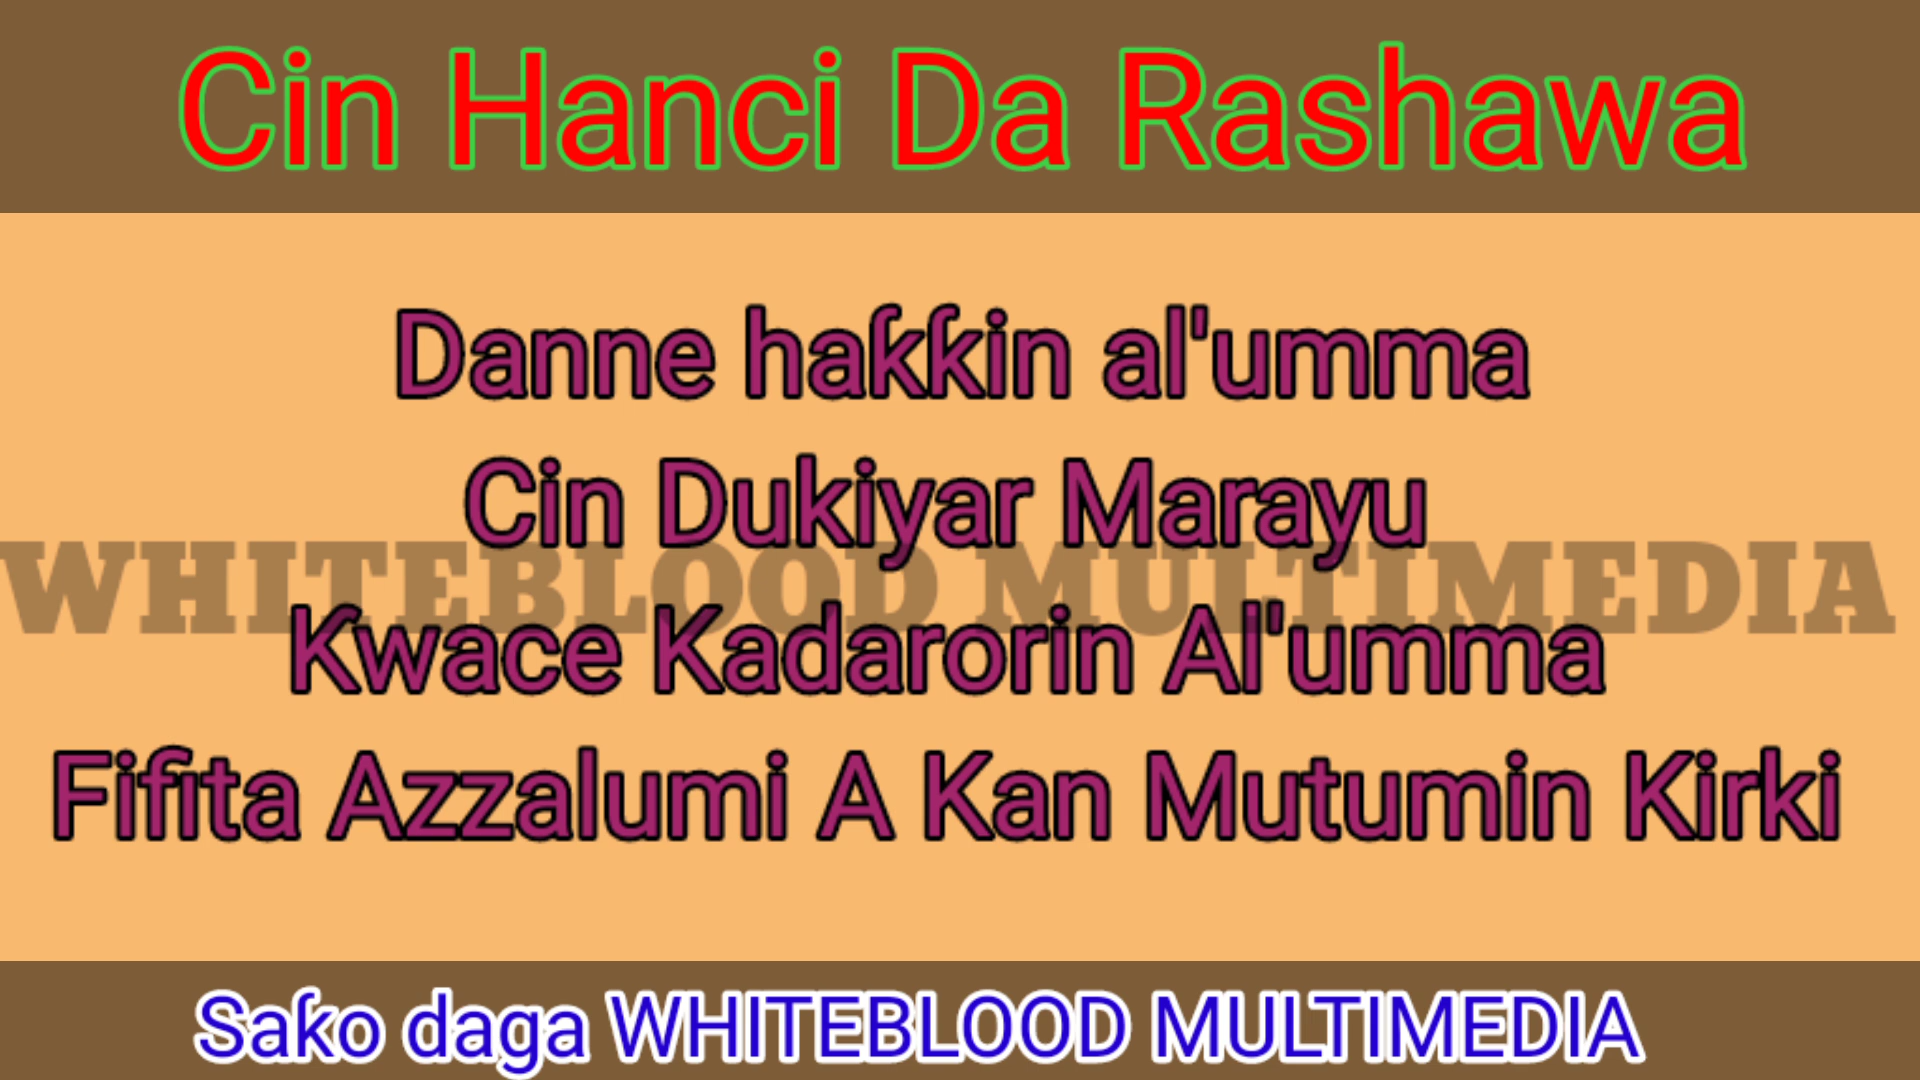 Cin Hanci Da Rashawa
Danne haƙƙin al'umma
Cin Dukiyar Marayu
WHITEBLOOD MULTIMEDIA
Ƙwace Kadarorin Al'umma
Fifita Azzalumi A Kan Mutumin Kirki
Saƙo daga WHITEBLOOD MULTIMEDIA